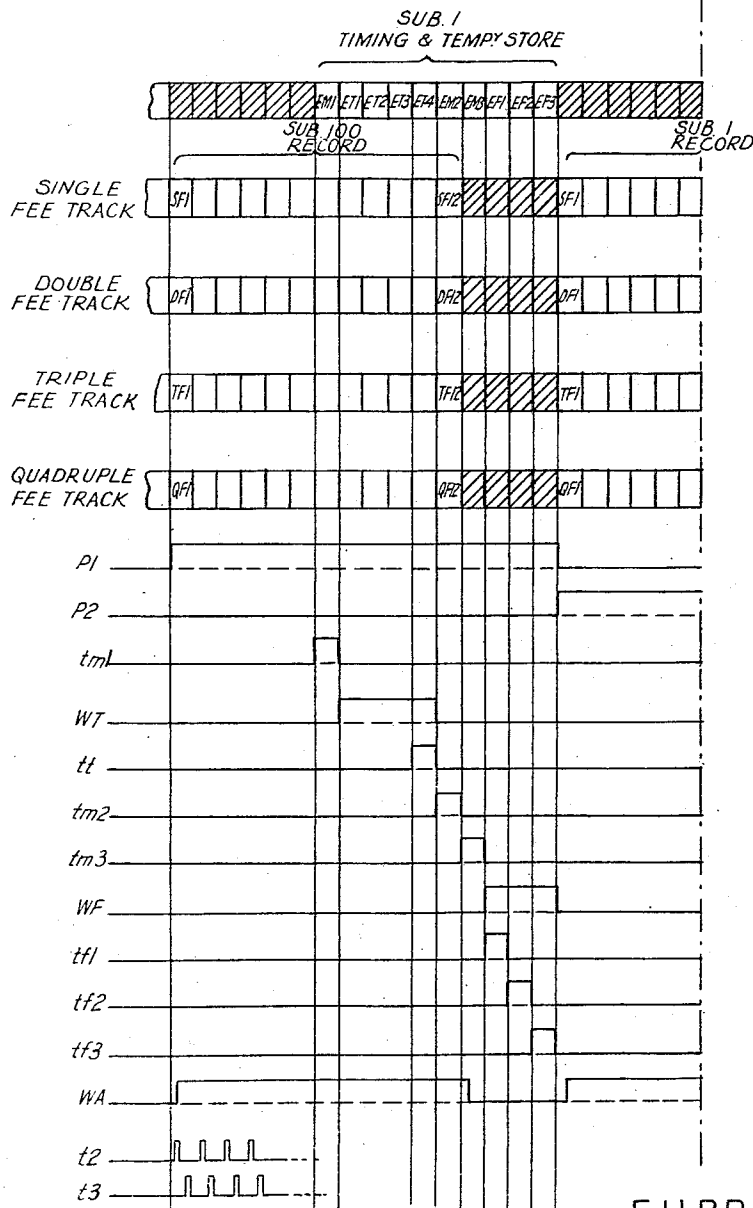 SUB. 1
TIMING & TEMPY STORE
EM1 ET1 ET2 ET3 ET4 EM2 EM3 EF1 EF2 EF3
SUB 100
RECORD
SUB. 1
RECORD
SINGLE
FEE TRACK
SF1 SF12 SF1
DOUBLE
FEE TRACK
DF1 DF12 DF1
TRIPLE
FEE TRACK
TF1 TF12 TF1
QUADRUPLE
FEE TRACK
QF1 QF12 QF1
P1
P2
tm1
WT
tt
tm2
tm3
WF
tf1
tf2
tf3
WA
t2
t3